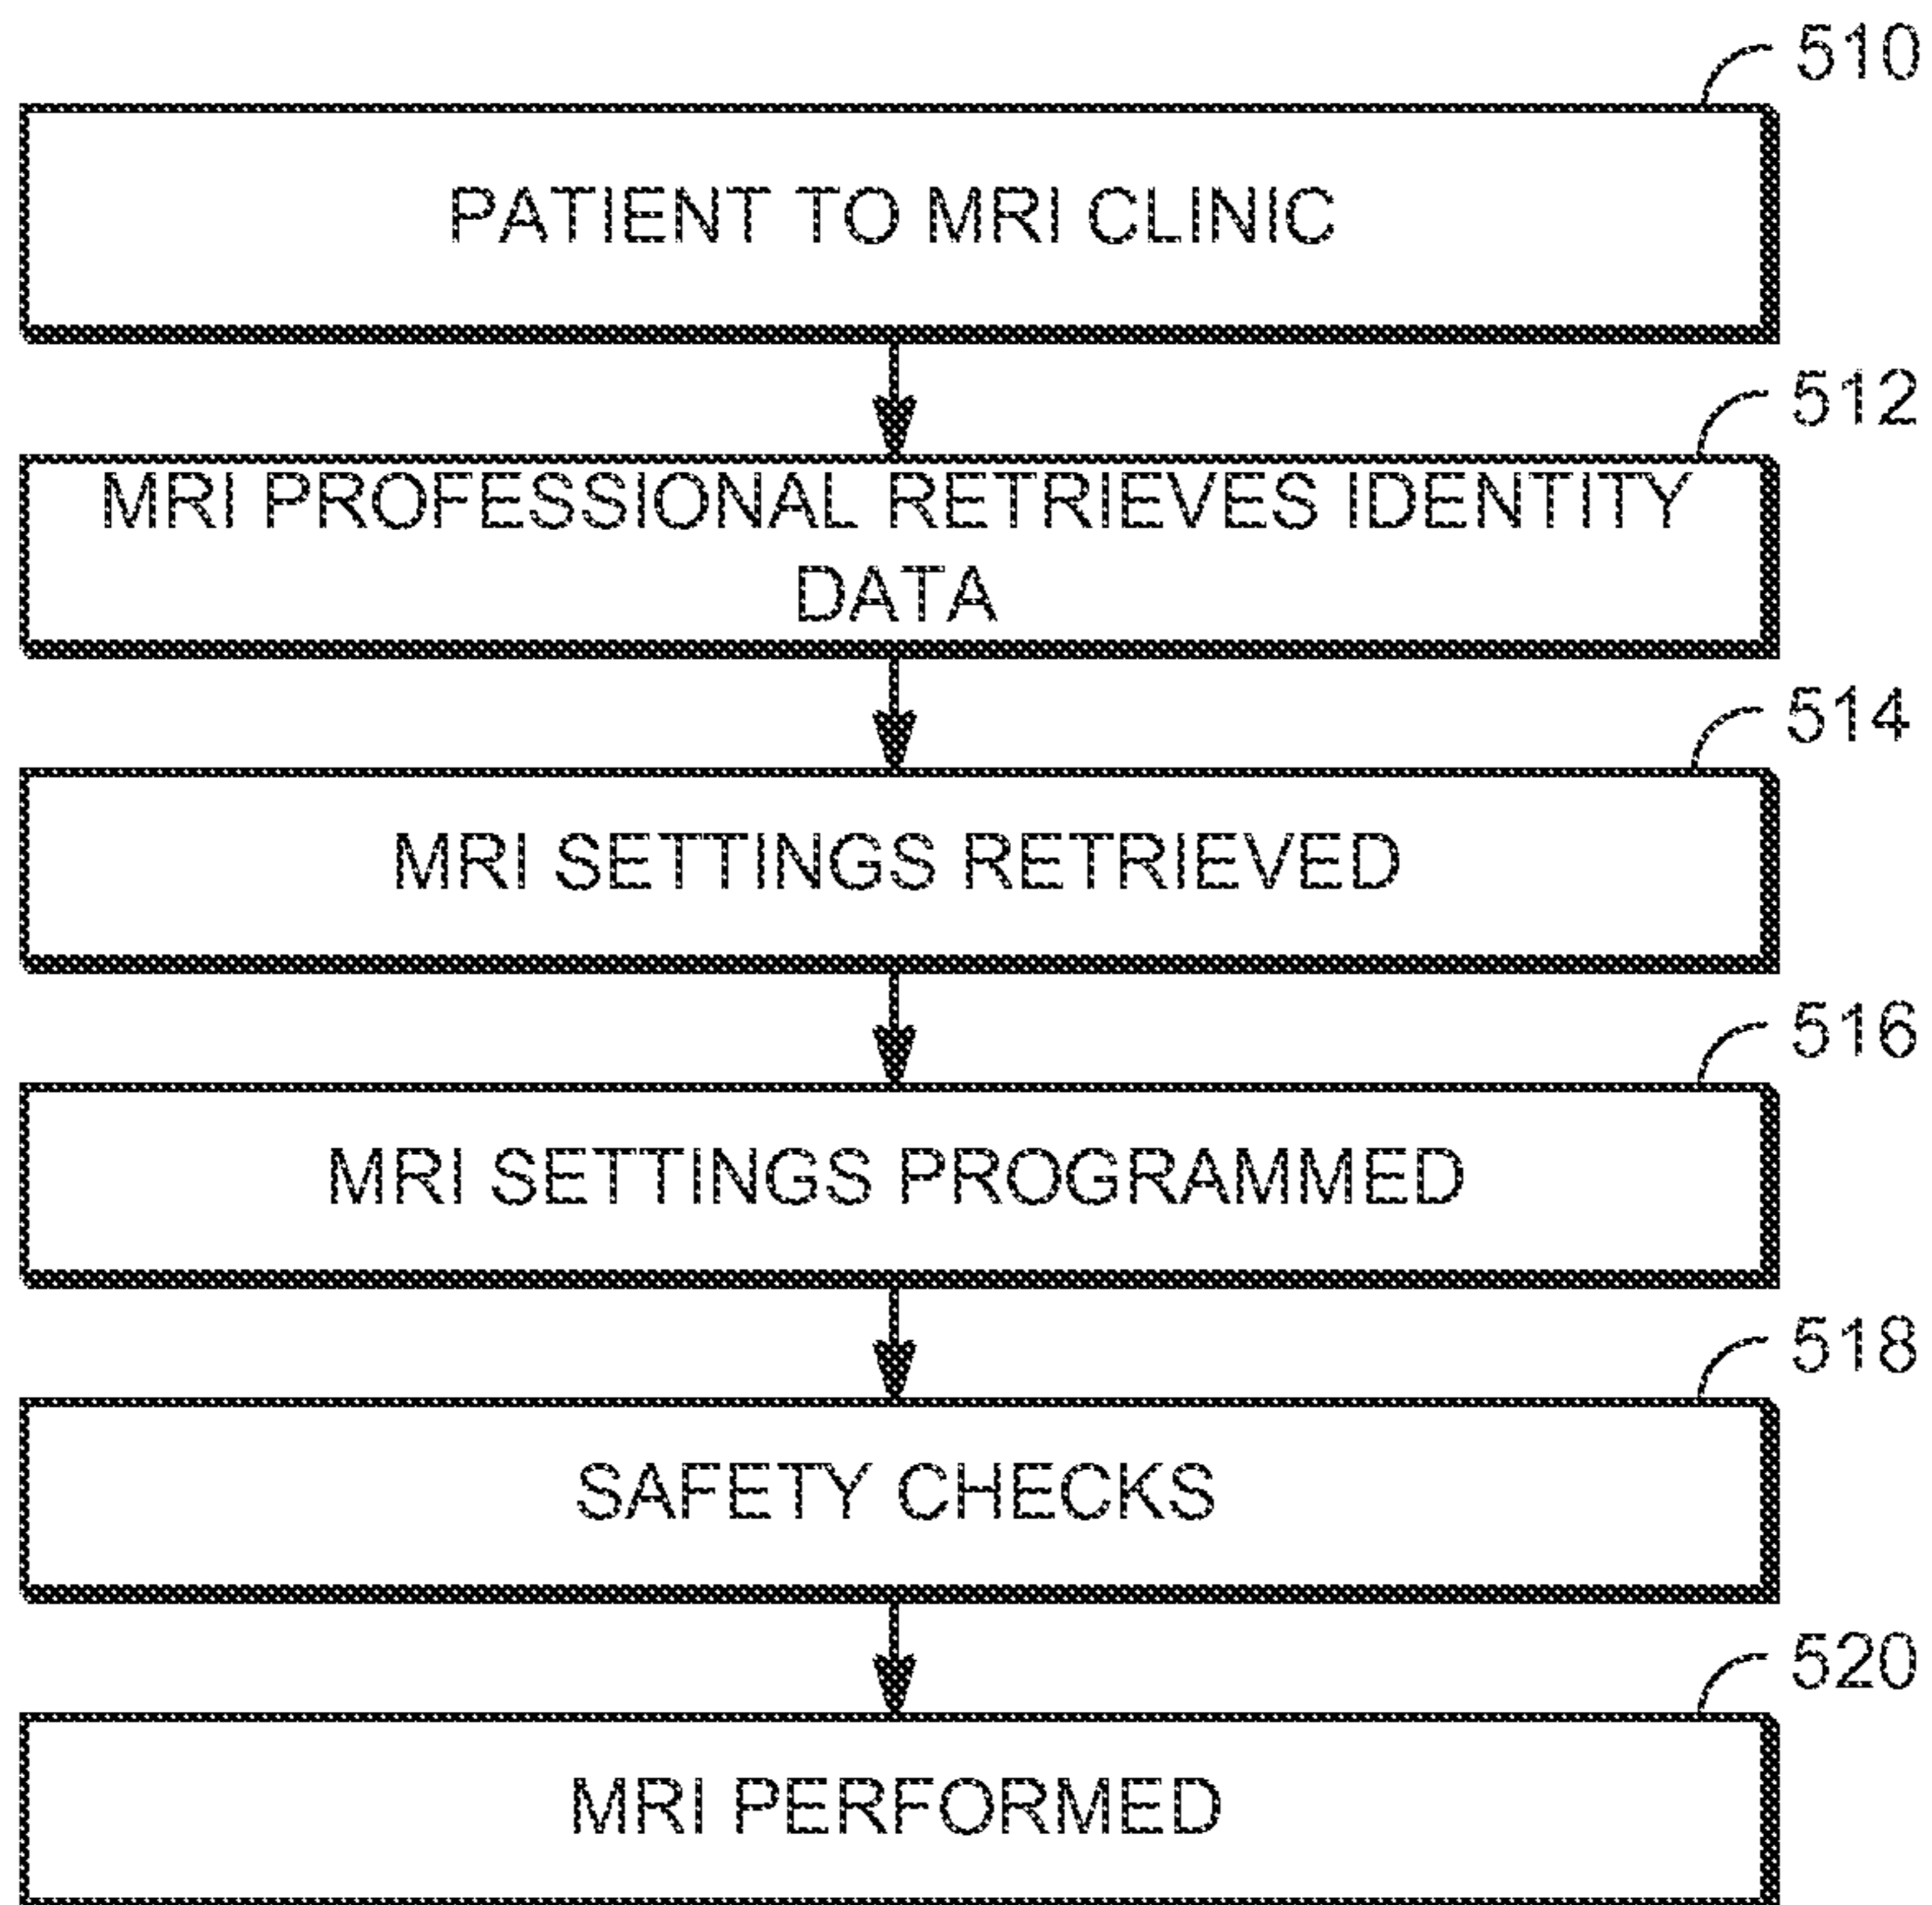 510
PATIENT TO MRI CLINIC
512
MRI PROFESSIONAL RETRIEVES IDENTITY
DATA
514
MRI SETTINGS RETRIEVED
516
MRI SETTINGS PROGRAMMED
518
SAFETY CHECKS
520
MRI PERFORMED